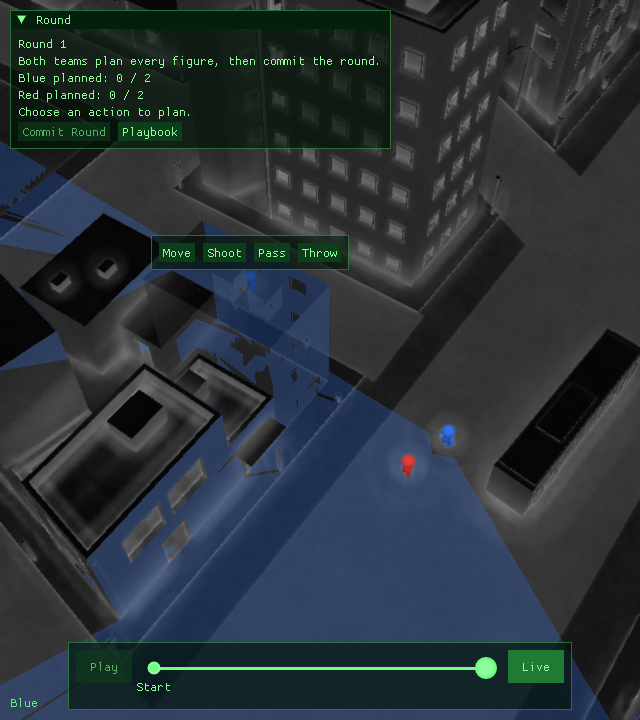 Round
Round 1
Both teams plan every figure, then commit the round.
Blue planned: 0 / 2
Red planned: 0 / 2
Choose an action to plan.
Commit Round Playbook
Move Shoot Pass Throw
Play Live
Start
Blue